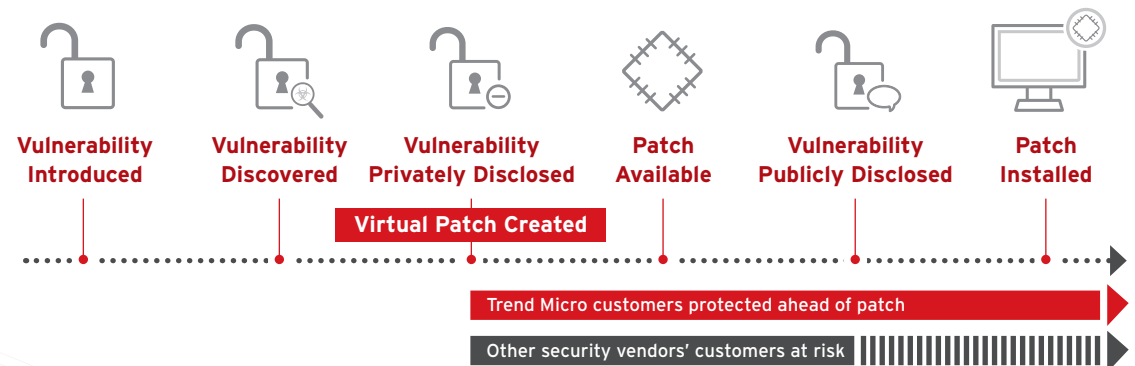 Vulnerability
Introduced
Vulnerability
Discovered
Vulnerability
Privately Disclosed
Patch
Available
Vulnerability
Publicly Disclosed
Patch
Installed
Virtual Patch Created
Trend Micro customers protected ahead of patch
Other security vendors’ customers at risk